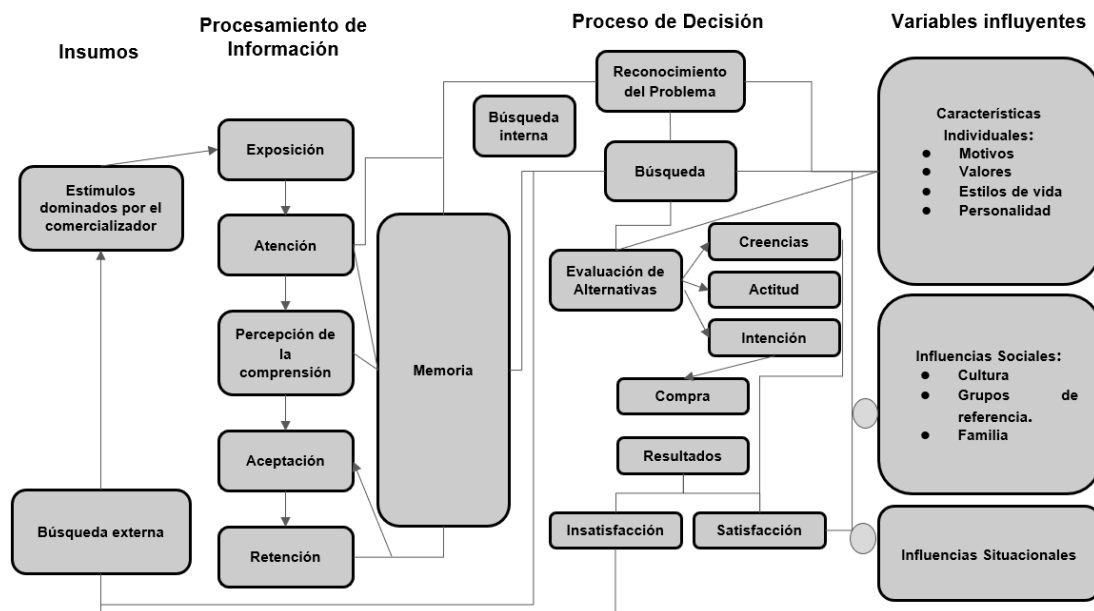 Insumos
Procesamiento de
Información
Proceso de Decisión
Variables influyentes
Estímulos
dominados por el
comercializador
Búsqueda externa
Exposición
Atención
Percepción de
la
comprensión
Aceptación
Retención
Memoria
Búsqueda
interna
Reconocimiento
del Problema
Búsqueda
Evaluación de
Alternativas
Creencias
Actitud
Intención
Compra
Resultados
Insatisfacción
Satisfacción
Características
Individuales:
● Motivos
● Valores
● Estilos de vida
● Personalidad
Influencias Sociales:
● Cultura
● Grupos de
referencia.
● Familia
Influencias Situacionales